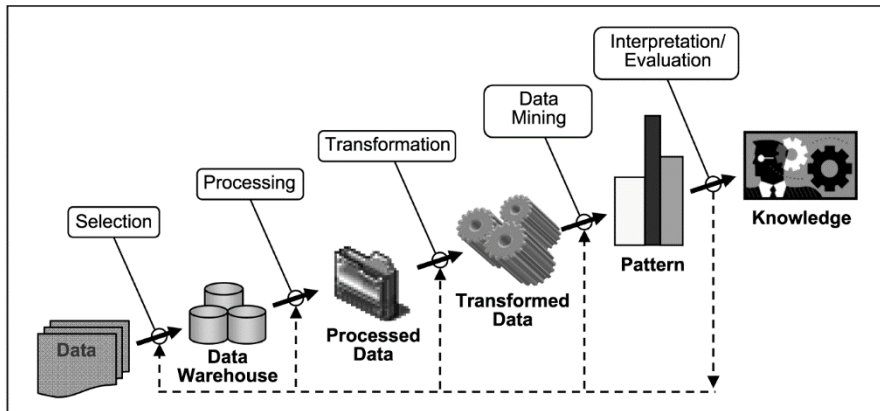 Interpretation/
Evaluation
Data
Mining
Transformation
Processing
Selection
Knowledge
Pattern
Transformed
Data
Processed
Data
Data
Warehouse
Data